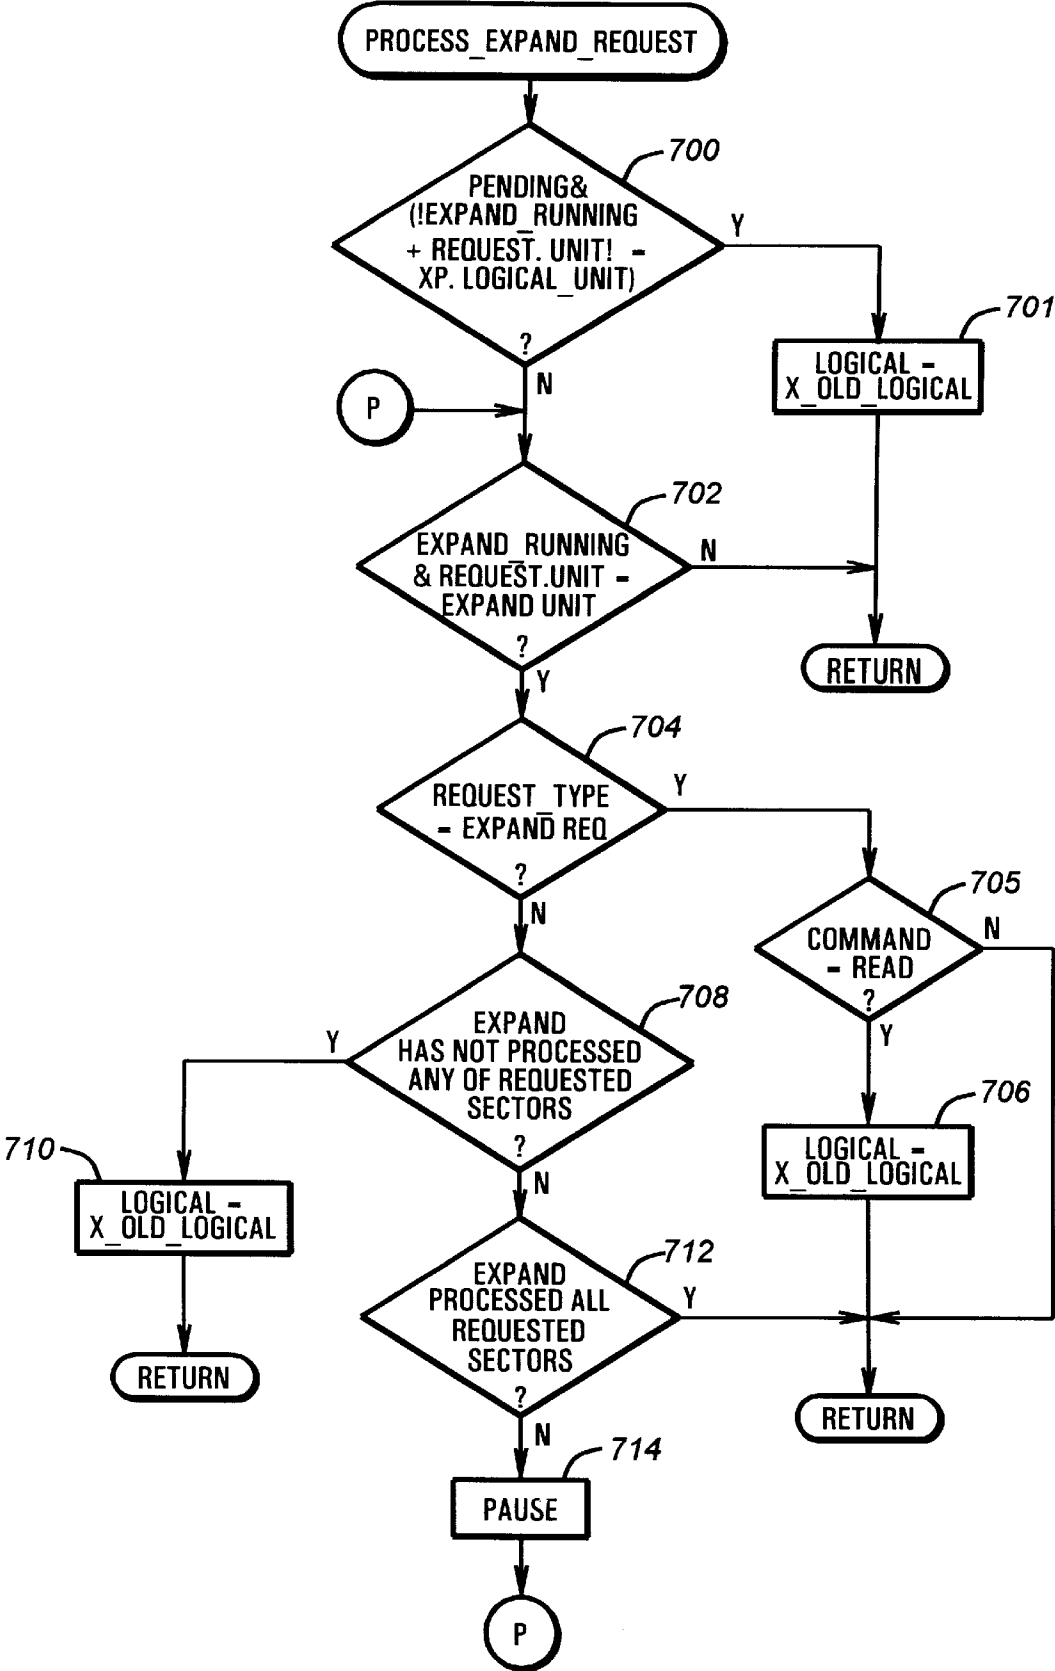 PROCESS_EXPAND_REQUEST
700
PENDING&
(!EXPAND_RUNNING
+ REQUEST. UNIT! =
XP. LOGICAL_UNIT)
?
Y
N
701
LOGICAL =
X_OLD_LOGICAL
P
702
EXPAND_RUNNING
& REQUEST.UNIT =
EXPAND UNIT
?
N
Y
RETURN
704
REQUEST_TYPE
= EXPAND REQ
?
Y
N
705
COMMAND
= READ
?
N
Y
708
EXPAND
HAS NOT PROCESSED
ANY OF REQUESTED
SECTORS
?
Y
N
706
LOGICAL =
X_OLD_LOGICAL
710
LOGICAL =
X_OLD_LOGICAL
712
EXPAND
PROCESSED ALL
REQUESTED
SECTORS
?
Y
N
RETURN
RETURN
714
PAUSE
P